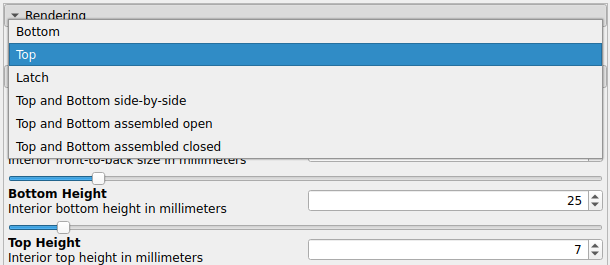 Rendering
Bottom
Top
Latch
Top and Bottom side-by-side
Top and Bottom assembled open
Top and Bottom assembled closed
Interior front-to-back size in millimeters
Bottom Height
Interior bottom height in millimeters
25
Top Height
Interior top height in millimeters
7